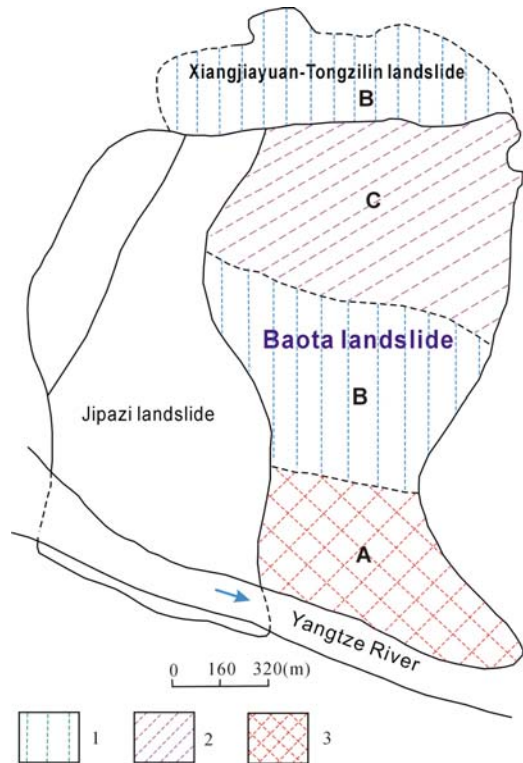 Xiangjiayuan-Tongzilin landslide
B
C
Baota landslide
B
Jipazi landslide
A
Yangtze River
0 160 320(m)
1 2 3